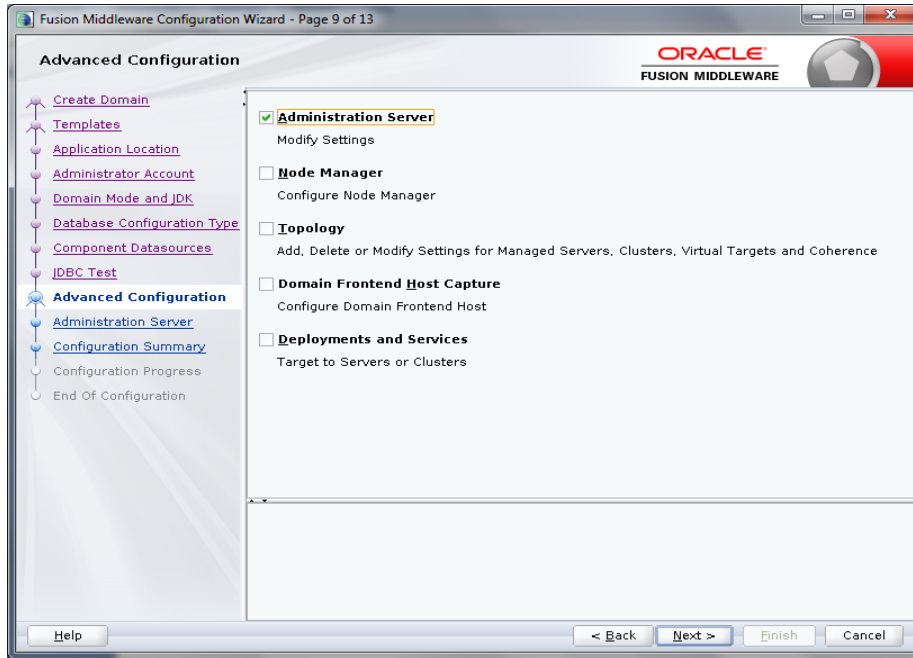 Fusion Middleware Configuration Wizard - Page 9 of 13
Advanced Configuration
ORACLE
FUSION MIDDLEWARE
Create Domain
Templates
Application Location
Administrator Account
Domain Mode and JDK
Database Configuration Type
Component Datasources
JDBC Test
Advanced Configuration
Administration Server
Configuration Summary
Configuration Progress
End Of Configuration
Administration Server
Modify Settings
Node Manager
Configure Node Manager
Topology
Add, Delete or Modify Settings for Managed Servers, Clusters, Virtual Targets and Coherence
Domain Frontend Host Capture
Configure Domain Frontend Host
Deployments and Services
Target to Servers or Clusters
Help
< Back
Next >
Finish
Cancel